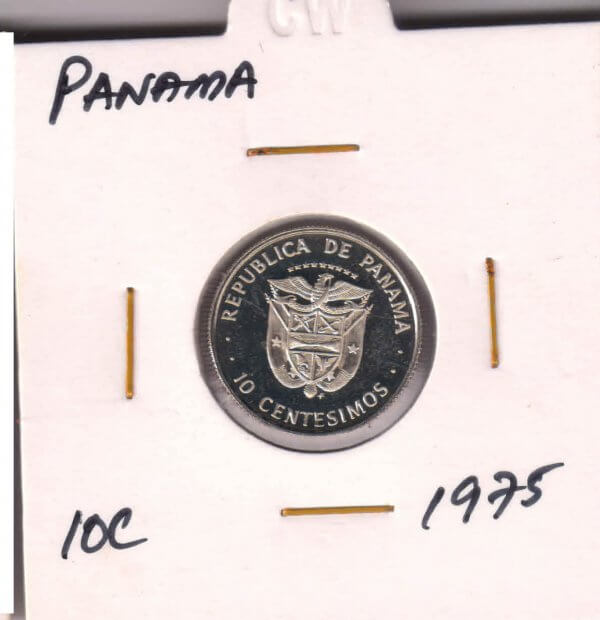 CW
PANAMA
REPUBLICA DE PANAMA
10 CENTESIMOS
10C
1975